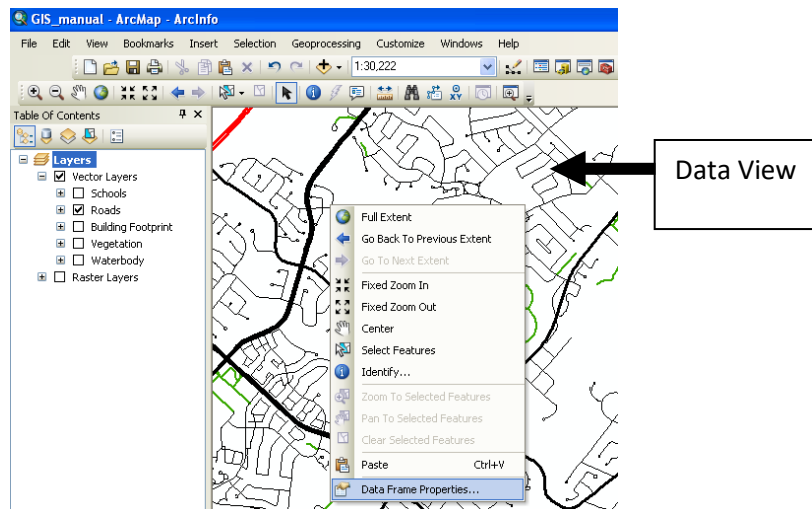 GIS_manual - ArcMap - ArcInfo
File Edit View Bookmarks Insert Selection Geoprocessing Customize Windows Help
1:30,222
XY
Table Of Contents
Layers
Vector Layers
Schools
Roads
Building Footprint
Vegetation
Waterbody
Raster Layers
Full Extent
Go Back To Previous Extent
Go To Next Extent
Fixed Zoom In
Fixed Zoom Out
Center
Select Features
Identify...
Zoom To Selected Features
Pan To Selected Features
Clear Selected Features
Paste Ctrl+V
Data Frame Properties...
Data View